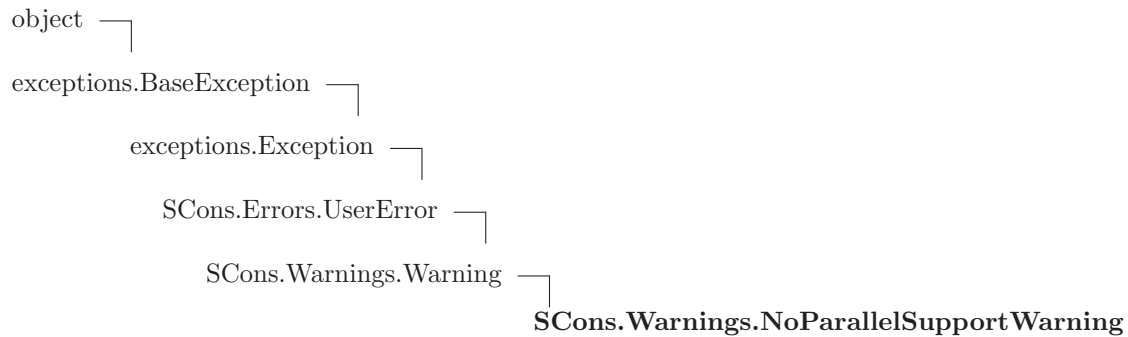 object
exceptions.BaseException
exceptions.Exception
SCons.Errors.UserError
SCons.Warnings.Warning
SCons.Warnings.NoParallelSupportWarning